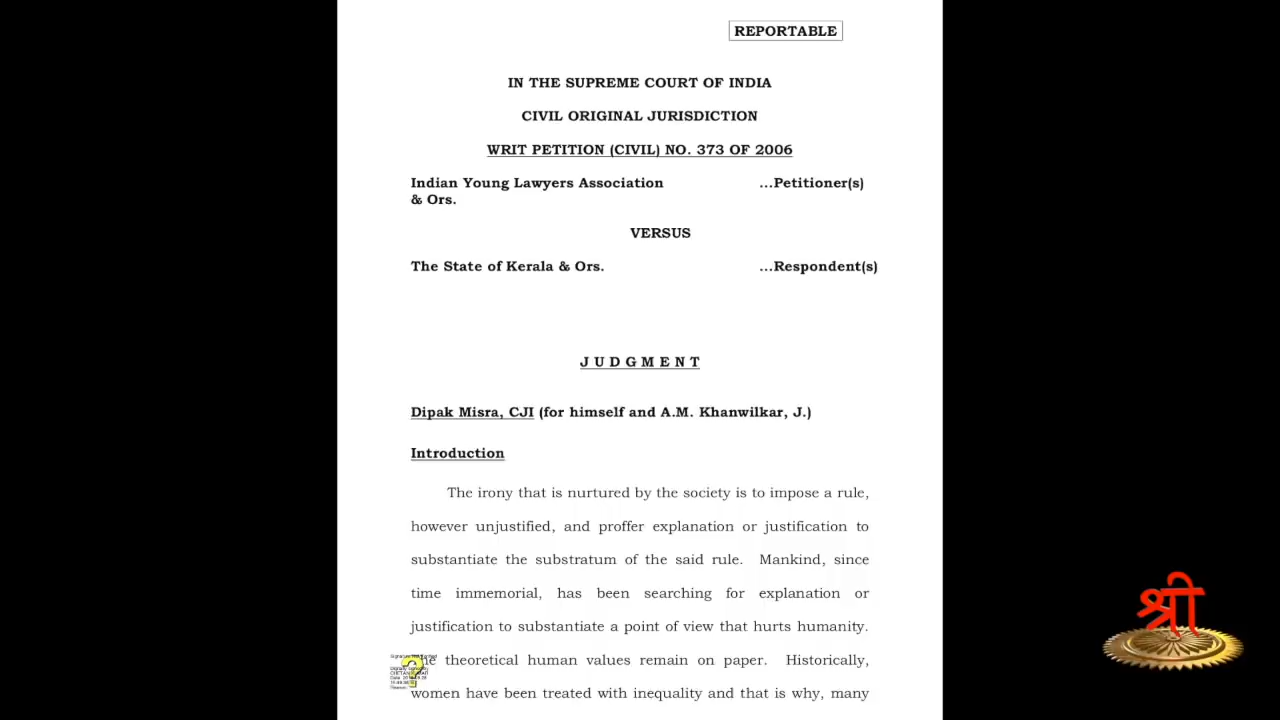 REPORTABLE
IN THE SUPREME COURT OF INDIA
CIVIL ORIGINAL JURISDICTION
WRIT PETITION (CIVIL) NO. 373 OF 2006
Indian Young Lawyers Association ...Petitioner(s)
& Ors.
VERSUS
The State of Kerala & Ors. ...Respondent(s)
J U D G M E N T
Dipak Misra, CJI (for himself and A.M. Khanwilkar, J.)
Introduction
The irony that is nurtured by the society is to impose a rule,
however unjustified, and proffer explanation or justification to
substantiate the substratum of the said rule. Mankind, since
time immemorial, has been searching for explanation or
justification to substantiate a point of view that hurts humanity.
theoretical human values remain on paper. Historically,
women have been treated with inequality and that is why, many
श्री